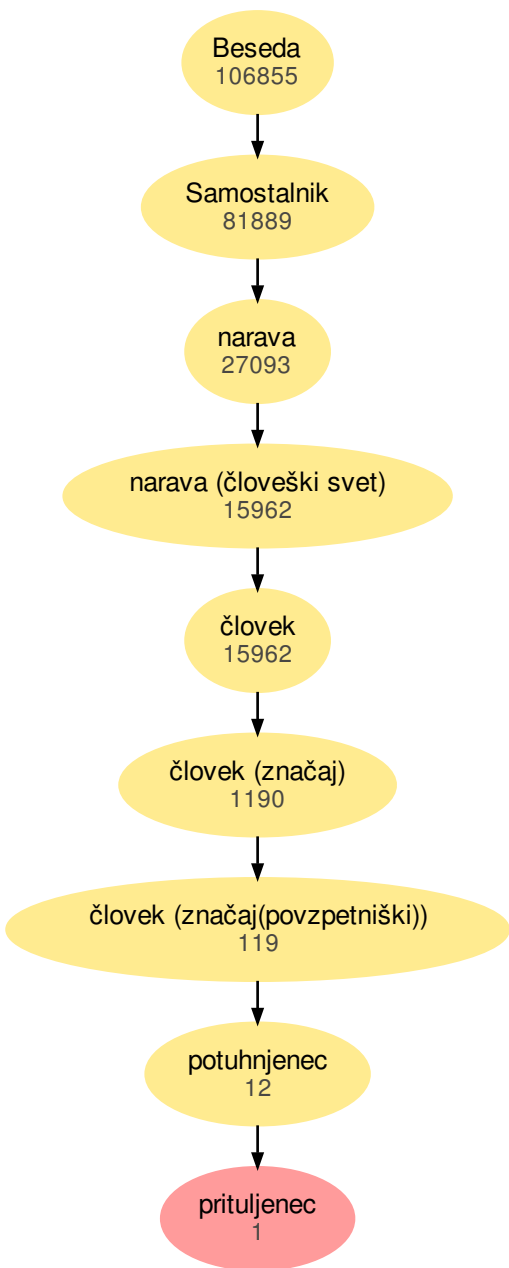 Beseda
106855
Samostalnik
81889
narava
27093
narava (človeški svet)
15962
človek
15962
človek (značaj)
1190
človek (značaj(povzpetniški))
119
potuhnjenec
12
prituljenec
1